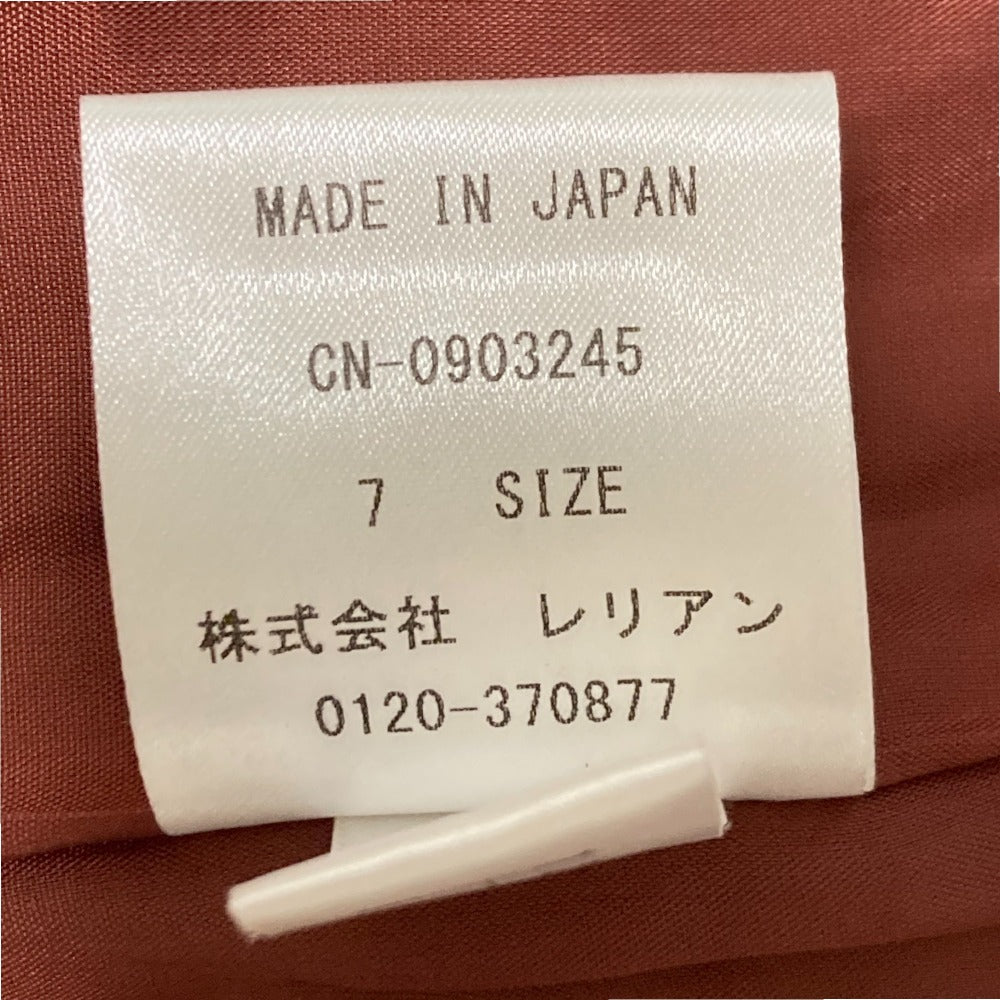 MADE IN JAPAN
CN-0903245
7 SIZE
株式会社 レリアン
0120-370877